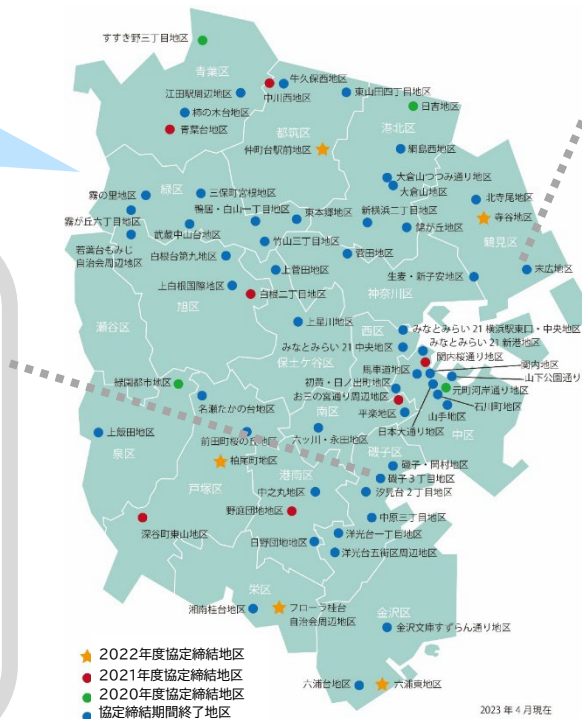 すすき野三丁目地区
青葉区
牛久保西地区
江田駅周辺地区
中川西地区
東山田四丁目地区
日吉地区
柿の木台地区
青葉台地区
都筑区
港北区
仲町台駅前地区
綱島西地区
大倉山つつみ通り地区
大倉山地区
緑区
三保町宮根地区
霧の里地区
北寺尾地区
鴨居・白山一丁目地区
東本郷地区
新横浜二丁目地区
寺谷地区
霧が丘六丁目地区
武蔵中山台地区
錦が丘地区
鶴見区
若葉台もみじ
自治会周辺地区
竹山三丁目地区
白根台第九地区
菅田地区
上菅田地区
末広地区
生麦・新子安地区
上白根国際地区
白根二丁目地区
神奈川区
旭区
瀬谷区
上星川地区
西区
みなとみらい21 横浜駅東口・中央地区
みなとみらい21 新港地区
みなとみらい21 中央地区
関内桜通り地区
保土ケ谷区
馬車道地区
関内地区
山下公園通り地区
緑園都市地区
初黄・日ノ出町地区
元町河岸通り地区
お三の宮通り周辺地区
名瀬たかの台地区
南区
石川町地区
平楽地区
山手地区
日本大通り地区
中区
上飯田地区
前田町桜の丘地区
六ッ川・永田地区
泉区
磯子区
柏尾町地区
磯子・岡村地区
戸塚区
港南区
磯子3丁目地区
中之丸地区
汐見台2丁目地区
野庭団地地区
中原三丁目地区
深谷町東山地区
洋光台一丁目地区
日野団地地区
洋光台五街区周辺地区
栄区
湘南桂台地区
フローラ桂台
自治会周辺地区
金沢区
金沢文庫すずらん通り地区
六浦台地区
六浦東地区
2022年度協定締結地区
2021年度協定締結地区
2020年度協定締結地区
協定締結期間終了地区
2023年4月現在